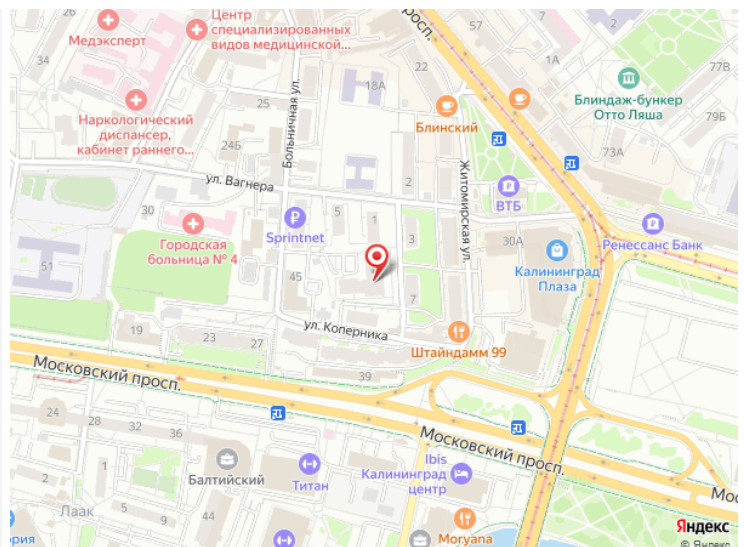 Медэксперт
Центр
специализированных
видов медицинской...
34
25
24Б
Больничная ул.
18А
22
просп.
57
1А
77В
Блиндаж-бункер
Отто Ляша
79Б
73А
Наркологический
диспансер,
кабинет раннего...
Блинский
ул. Вагнера
Житомирская ул.
2
ВТБ
30
5
1
3
30А
Ренессанс Банк
Городская
больница № 4
Sprintnet
51
45
Калининград
Плаза
7
19
23
27
ул. Коперника
Штайндамм 99
39
Московский просп.
24
28
32
36
Московский просп.
Балтийский
Титан
Ibis
Калининград
центр
2
1
5
9
Лаак
44
Moryana
Яндекс
© Яндекс